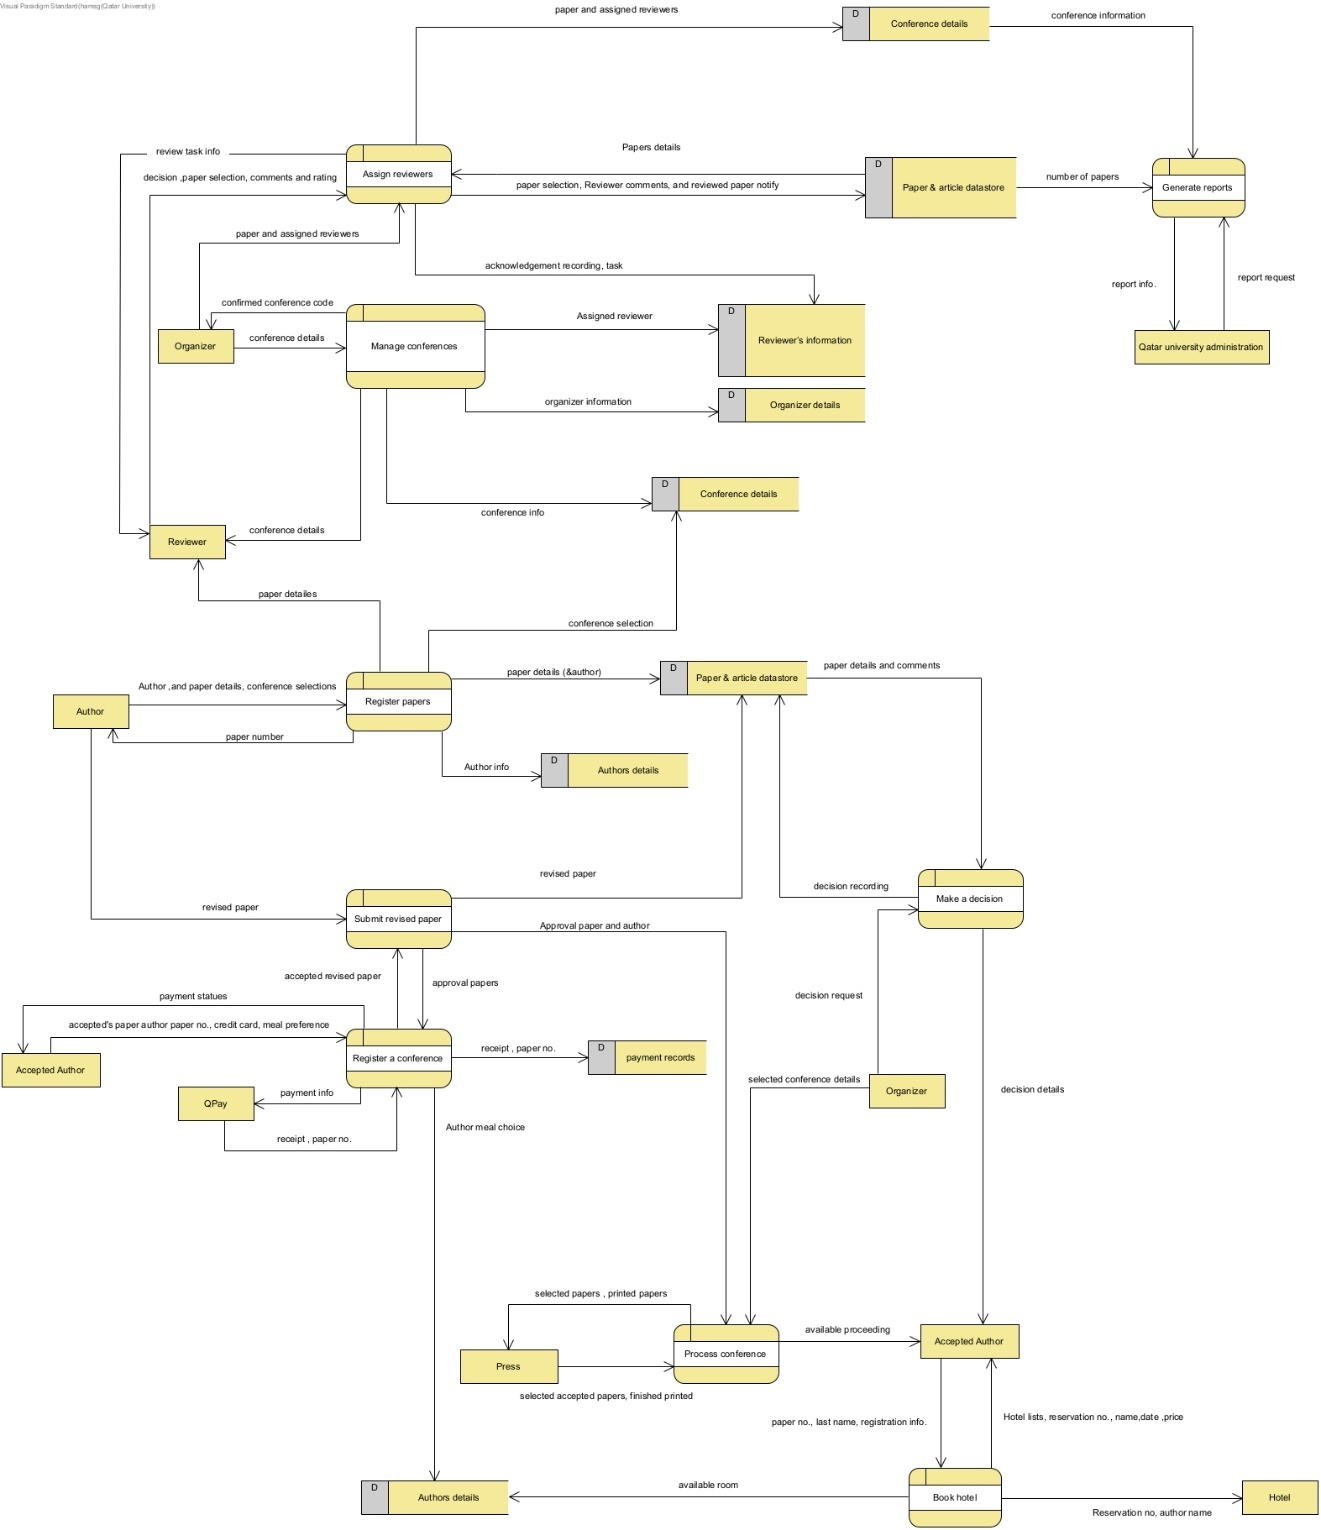 Visual Paradigm Standard(harreg(Qatar University))
paper and assigned reviewers
D
Conference details
conference information
review task info
Papers details
decision ,paper selection, comments and rating
Assign reviewers
paper selection, Reviewer comments, and reviewed paper notify
D
Paper & article datastore
number of papers
Generate reports
paper and assigned reviewers
acknowledgement recording, task
report info.
report request
confirmed conference code
Organizer
conference details
Manage conferences
Assigned reviewer
D
Reviewer's information
Qatar university administration
organizer information
D
Organizer details
D
Conference details
conference info
Reviewer
conference details
paper detailes
conference selection
Author ,and paper details, conference selections
Author
Register papers
paper details (&author)
D
Paper & article datastore
paper details and comments
paper number
Author info
D
Authors details
revised paper
revised paper
Submit revised paper
Approval paper and author
decision recording
Make a decision
accepted revised paper
approval papers
decision request
payment statues
accepted's paper author paper no., credit card, meal preference
Accepted Author
Register a conference
receipt , paper no.
D
payment records
selected conference details
Organizer
decision details
QPay
payment info
receipt , paper no.
Author meal choice
selected papers , printed papers
Press
Process conference
available proceeding
Accepted Author
selected accepted papers, finished printed
paper no., last name, registration info.
Hotel lists, reservation no., name,date ,price
D
Authors details
available room
Book hotel
Reservation no, author name
Hotel